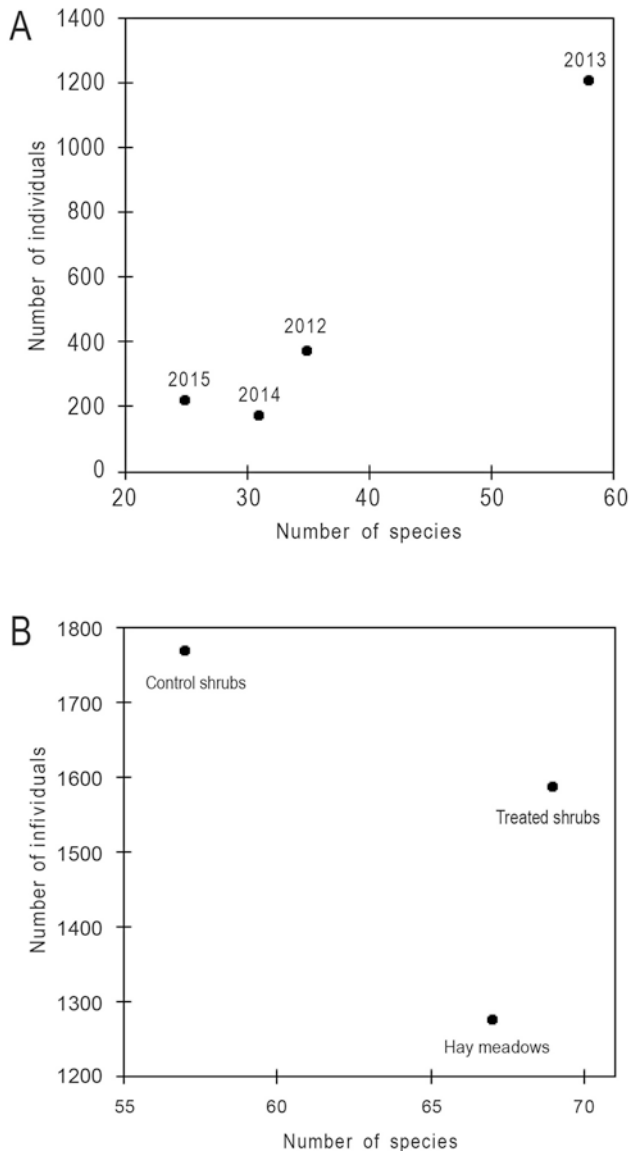 A
1400
1200
1000
800
600
400
200
0
Number of individuals
2013
2012
2015
2014
20 30 40 50 60
Number of species
B
1800
1700
1600
1500
1400
1300
1200
Number of infividuals
Control shrubs
Treated shrubs
Hay meadows
55 60 65 70
Number of species